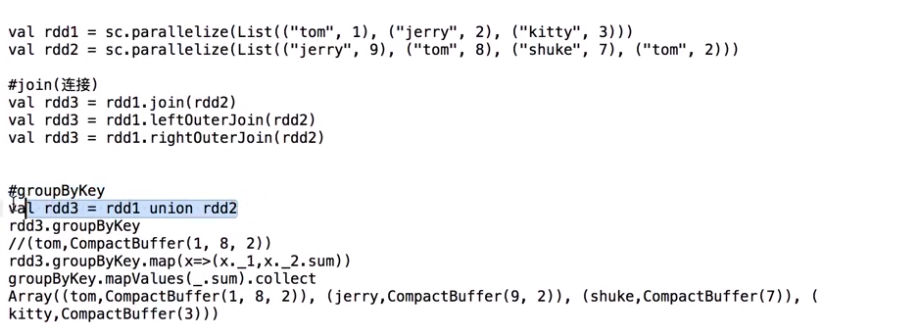 val rdd1 = sc.parallelize(List(("tom", 1), ("jerry", 2), ("kitty", 3)))
val rdd2 = sc.parallelize(List(("jerry", 9), ("tom", 8), ("shuke", 7), ("tom", 2)))
#join(连接)
val rdd3 = rdd1.join(rdd2)
val rdd3 = rdd1.leftOuterJoin(rdd2)
val rdd3 = rdd1.rightOuterJoin(rdd2)
#groupByKey
val rdd3 = rdd1 union rdd2
rdd3.groupByKey
//(tom,CompactBuffer(1, 8, 2))
rdd3.groupByKey.map(x=>(x._1,x._2.sum))
groupByKey.mapValues(_.sum).collect
Array((tom,CompactBuffer(1, 8, 2)), (jerry,CompactBuffer(9, 2)), (shuke,CompactBuffer(7)), (
kitty,CompactBuffer(3)))